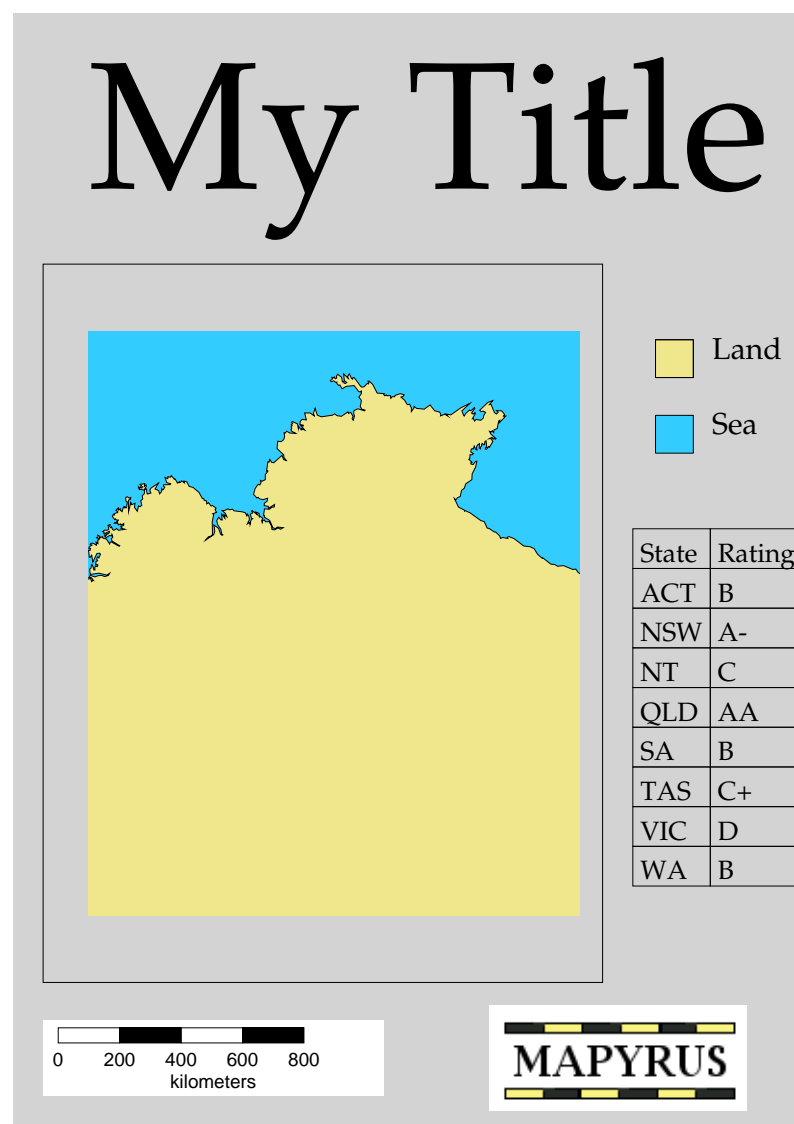 My Title
Land
Sea
State Rating
ACT B
NSW A-
NT C
QLD AA
SA B
TAS C+
VIC D
WA B
0 200 400 600 800
kilometers
MAPYRUS